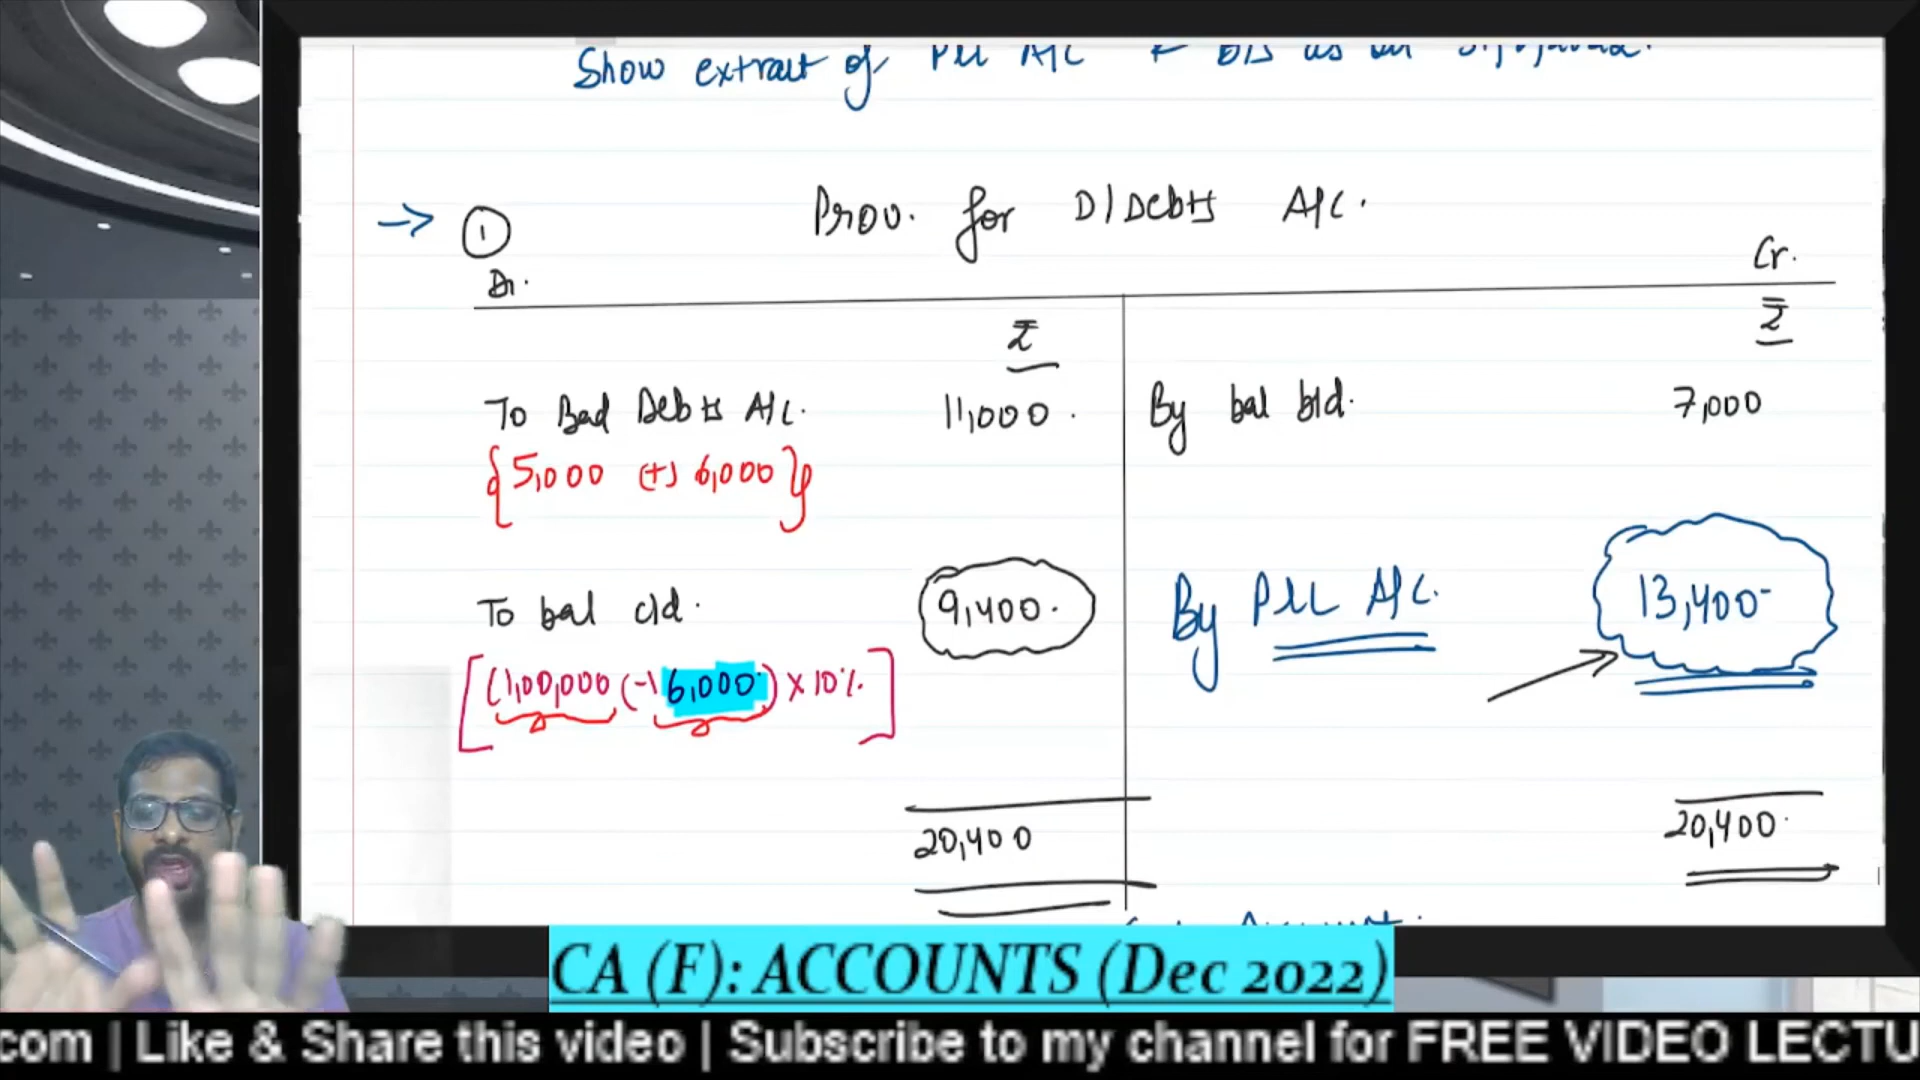 Show extract of P/L A/C
→ ① Prov. for D/Debts A/C.
Dr. Cr.
₹ ₹
To Bad Debts A/C. 11,000. By bal b/d. 7,000
{5,000 (+) 6,000}
To bal c/d. 9,400. By P/L A/C. 13,400-
[(1,00,000 (-) 6,000) × 10%]
20,400 20,400.
CA (F): ACCOUNTS (Dec 2022)
com | Like & Share this video | Subscribe to my channel for FREE VIDEO LECTU